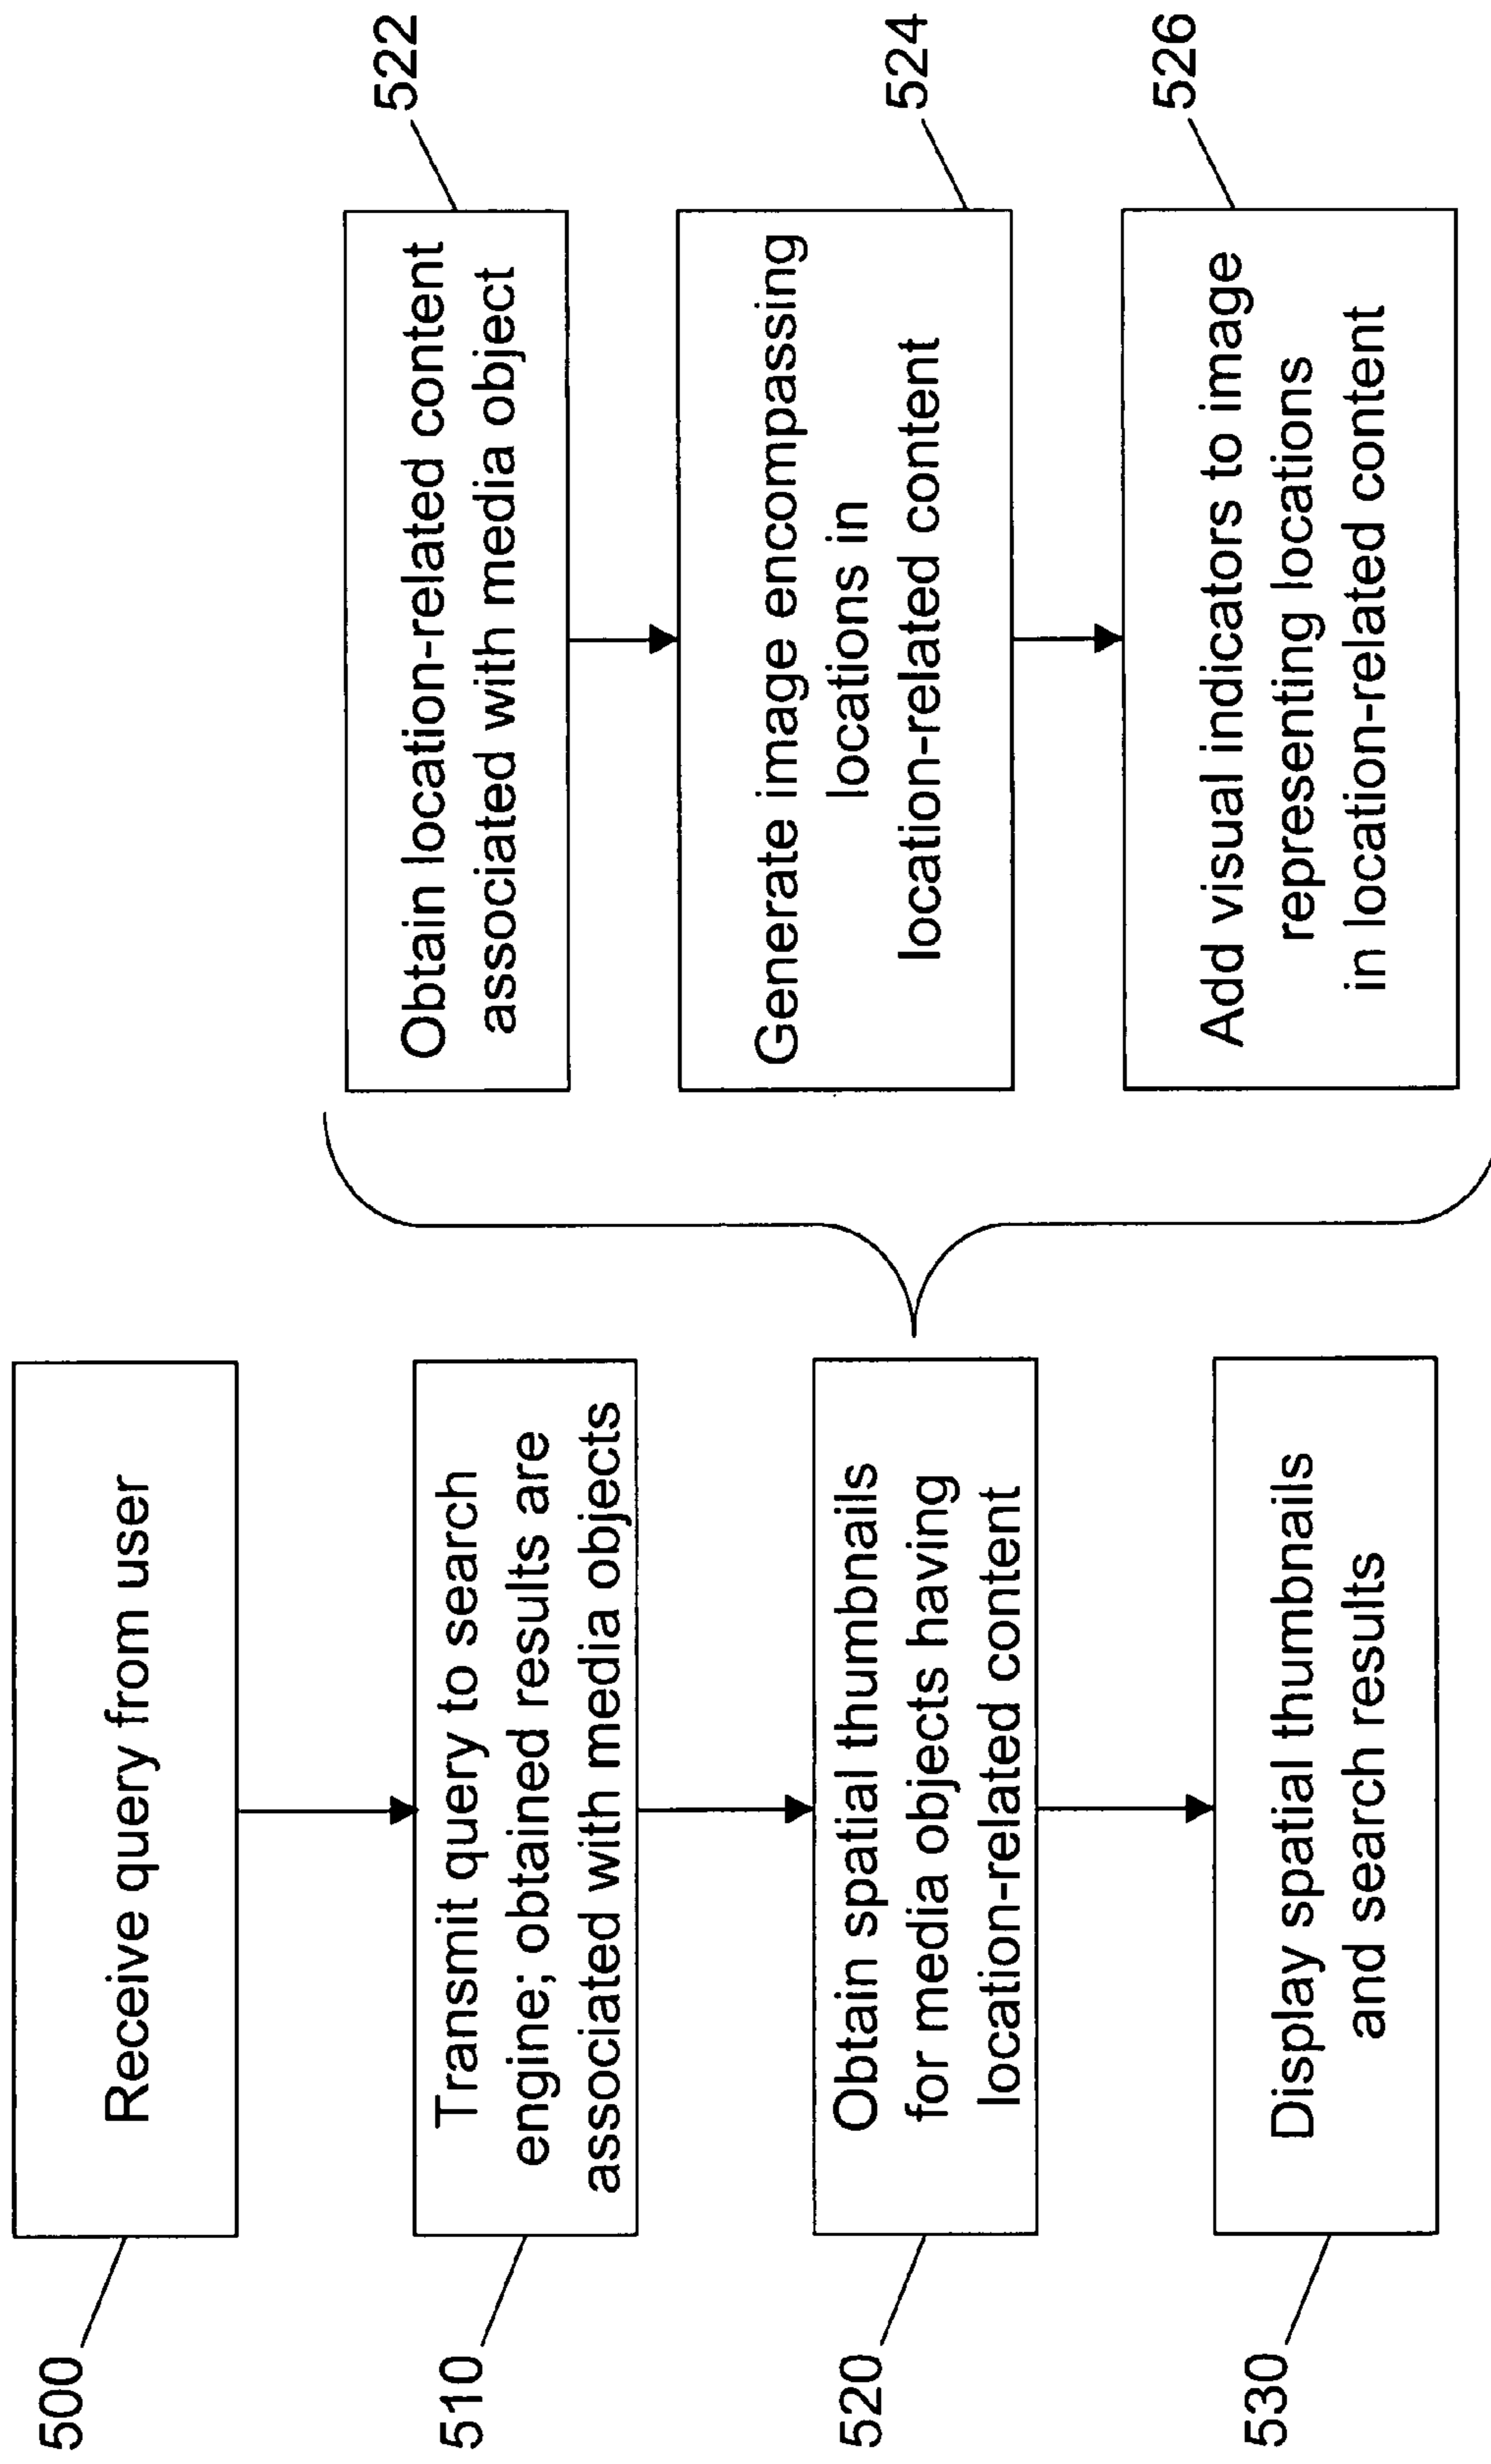 500
Receive query from user
510
Transmit query to search
engine; obtained results are
associated with media objects
520
Obtain spatial thumbnails
for media objects having
location-related content
530
Display spatial thumbnails
and search results
522
Obtain location-related content
associated with media object
524
Generate image encompassing
locations in
location-related content
526
Add visual indicators to image
representing locations
in location-related content